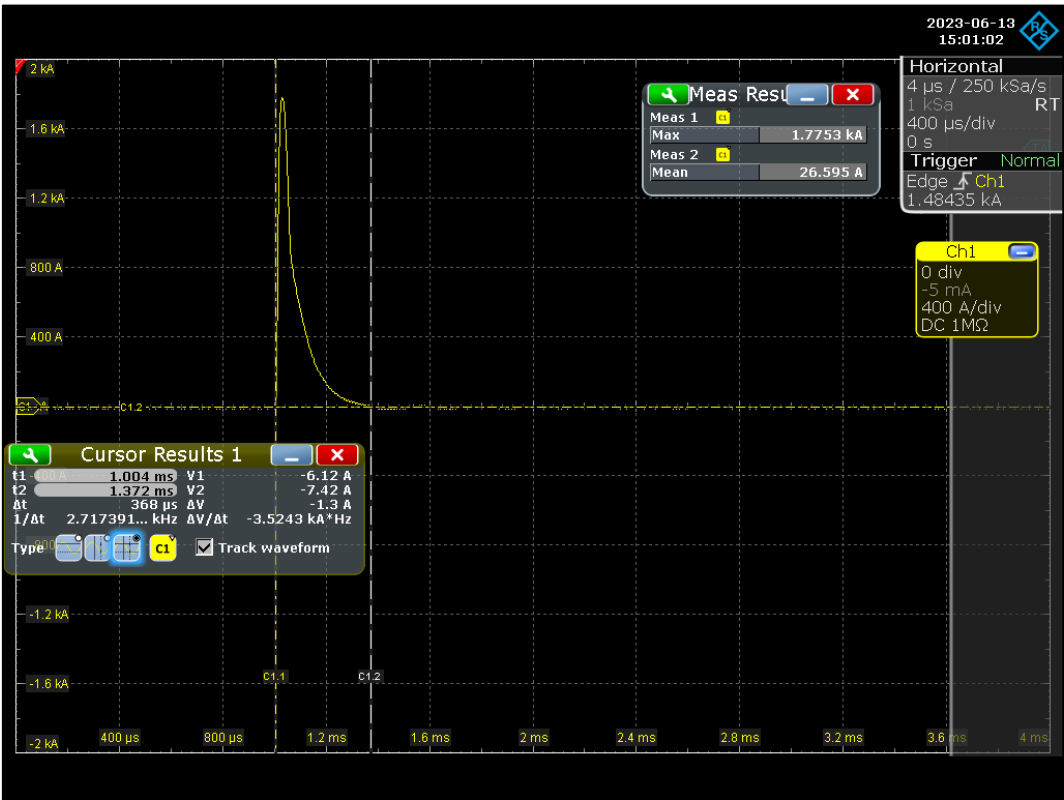 2023-06-13
15:01:02
R&S
Horizontal
4 µs / 250 kSa/s
1 kSa RT
400 µs/div
0 s
Trigger Normal
Edge Ch1
1.48435 kA
Meas Resu
Meas 1 C1
Max 1.7753 kA
Meas 2 C1
Mean 26.595 A
Ch1
0 div
-5 mA
400 A/div
DC 1MΩ
2 kA
1.6 kA
1.2 kA
800 A
400 A
C1.2
Cursor Results 1
t1 1.004 ms V1 -6.12 A
t2 1.372 ms V2 -7.42 A
Δt 368 µs ΔV -1.3 A
1/Δt 2.717391... kHz ΔV/Δt -3.5243 kA*Hz
Type C1 Track waveform
-1.2 kA
C1.1 C1.2
-1.6 kA
-2 kA
400 µs 800 µs 1.2 ms 1.6 ms 2 ms 2.4 ms 2.8 ms 3.2 ms 3.6 ms 4 ms